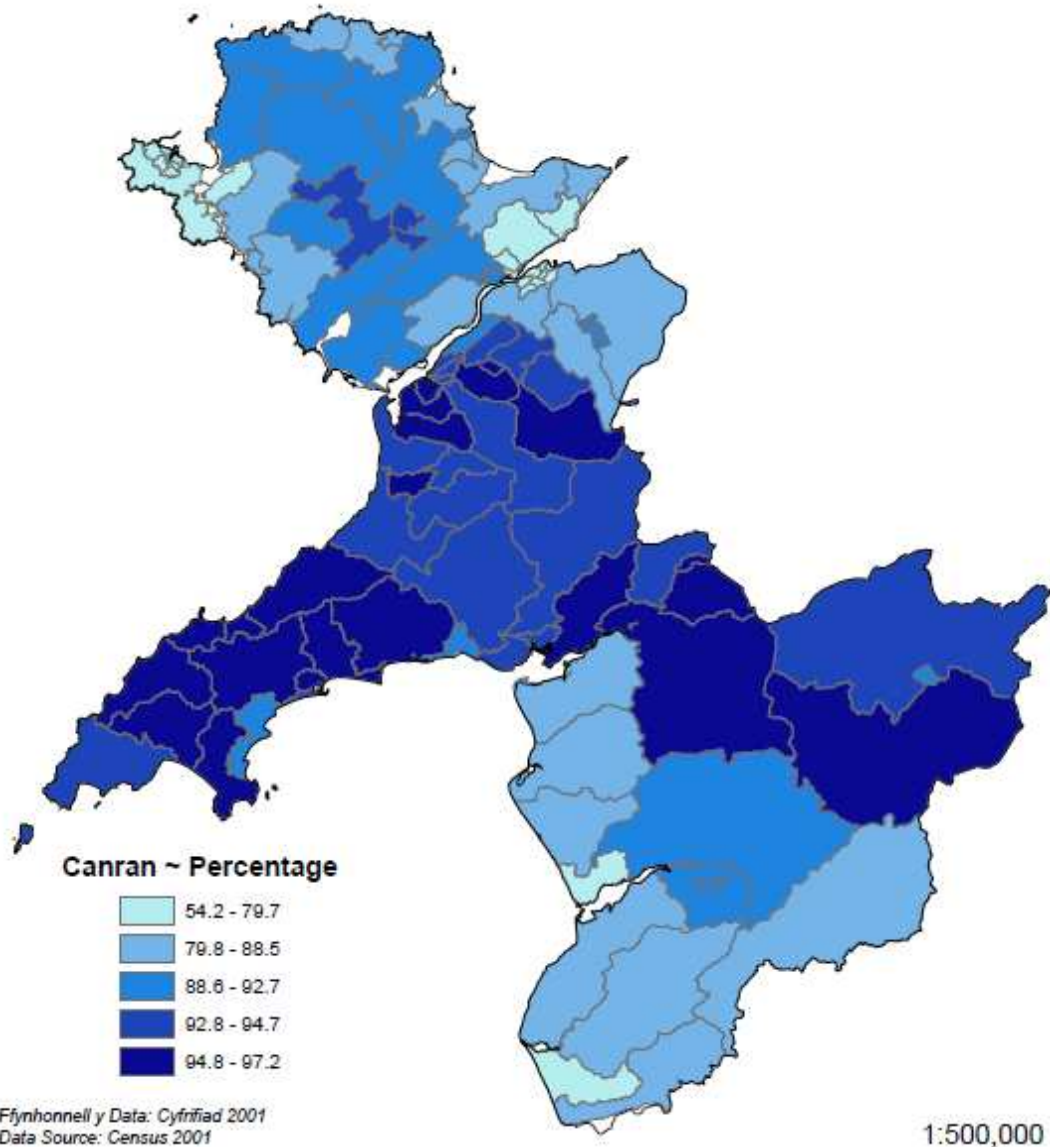 Canran ~ Percentage
54.2 - 79.7
79.8 - 88.5
88.6 - 92.7
92.8 - 94.7
94.8 - 97.2
Ffynhonnell y Data: Cyfrifiad 2001
Data Source: Census 2001
1:500,000